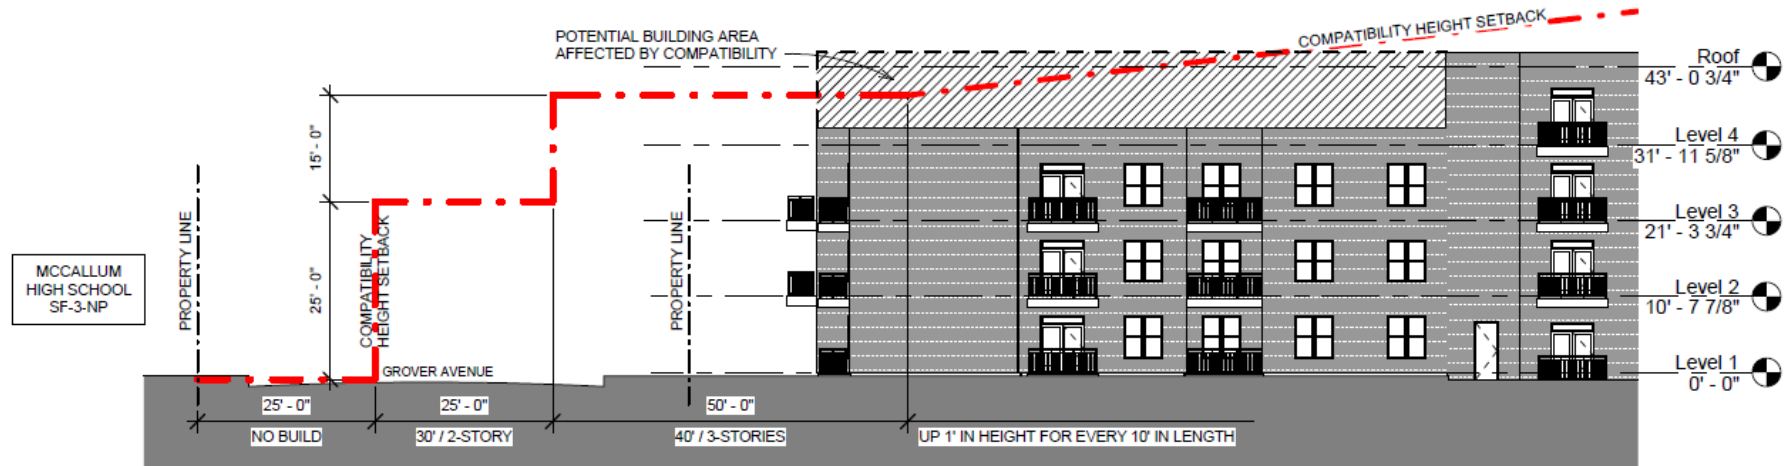 POTENTIAL BUILDING AREA
AFFECTED BY COMPATIBILITY
COMPATIBILITY HEIGHT SETBACK
Roof
43' - 0 3/4"
Level 4
31' - 11 5/8"
Level 3
21' - 3 3/4"
Level 2
10' - 7 7/8"
Level 1
0' - 0"
15' - 0"
25' - 0"
MCCALLUM
HIGH SCHOOL
SF-3-NP
PROPERTY LINE
COMPATIBILITY
HEIGHT SETBACK
PROPERTY LINE
GROVER AVENUE
25' - 0"
25' - 0"
50' - 0"
NO BUILD
30' / 2-STORY
40' / 3-STORIES
UP 1' IN HEIGHT FOR EVERY 10' IN LENGTH